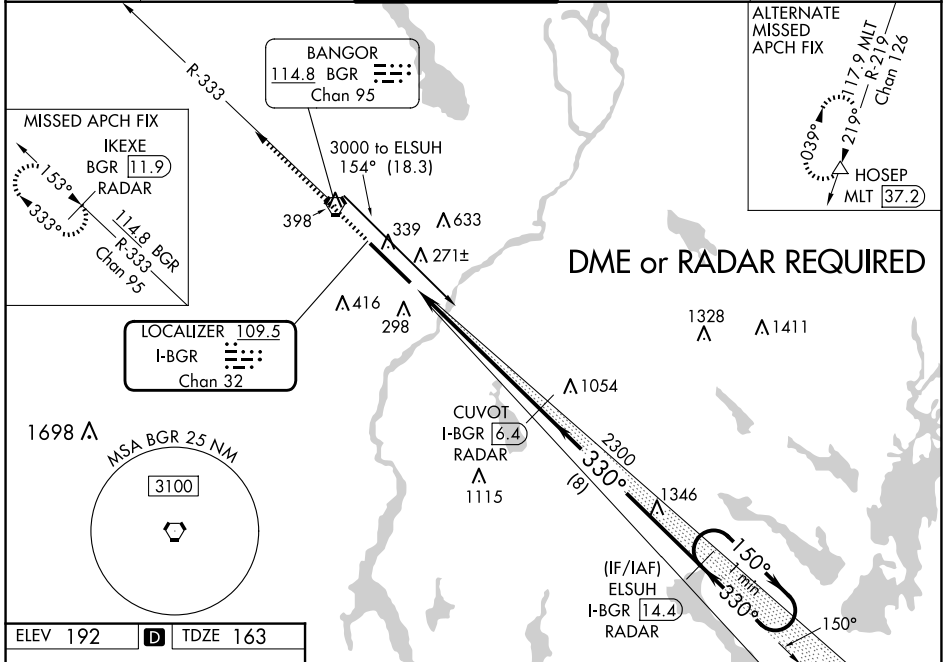 ALTERNATE
MISSED
APCH FIX
117.9 MLT
R-219
Chan 126
039°
219°
HOSEP
MLT 37.2
R-333
BANGOR
114.8 BGR
Chan 95
MISSED APCH FIX
IKEXE
BGR 11.9
RADAR
153°
333°
114.8 BGR
R-333
Chan 95
3000 to ELSUH
154° (18.3)
398
339
633
271±
DME or RADAR REQUIRED
416
298
1328
1411
LOCALIZER 109.5
I-BGR
Chan 32
1054
CUVOT
I-BGR 6.4
RADAR
1115
2300
330°
(8)
1346
1698
MSA BGR 25 NM
3100
150°
1 min
330°
(IF/IAF)
ELSUH
I-BGR 14.4
RADAR
150°
ELEV 192 D TDZE 163